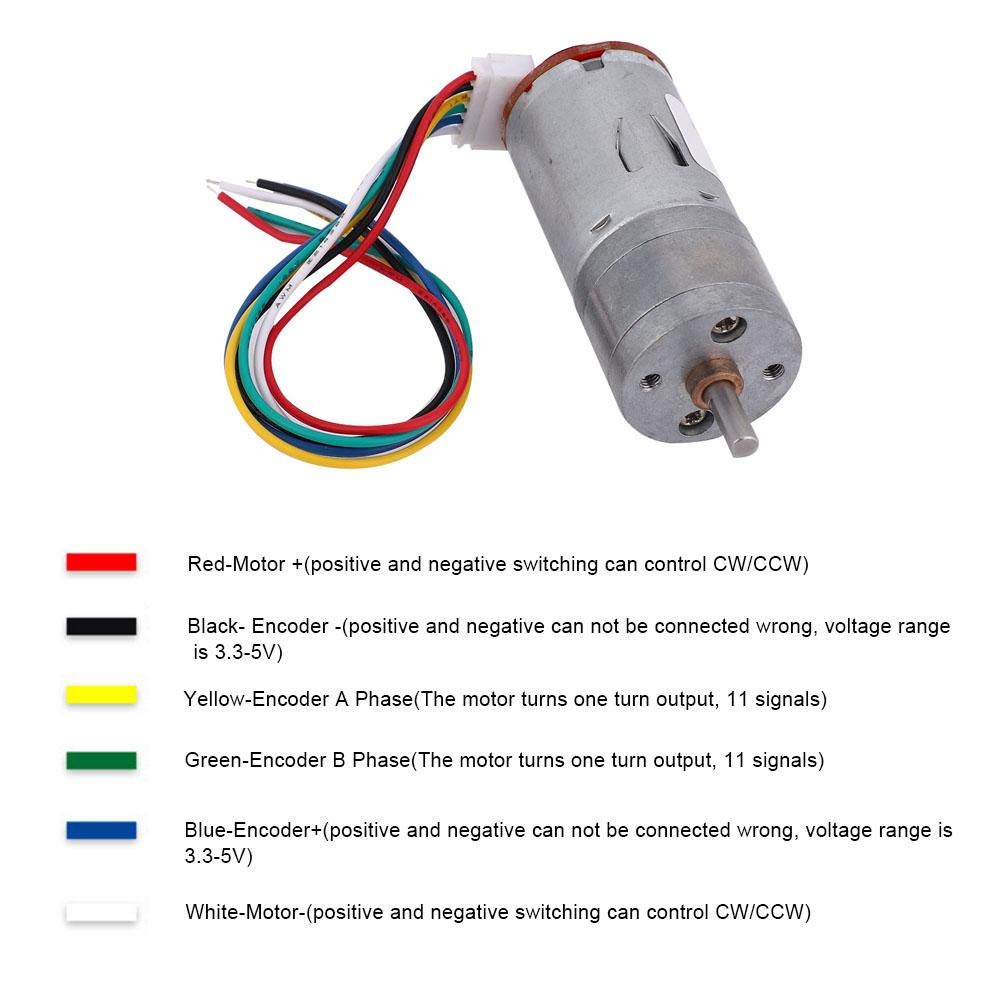 AWM
Red-Motor +(positive and negative switching can control CW/CCW)
Black- Encoder -(positive and negative can not be connected wrong, voltage range
is 3.3-5V)
Yellow-Encoder A Phase(The motor turns one turn output, 11 signals)
Green-Encoder B Phase(The motor turns one turn output, 11 signals)
Blue-Encoder+(positive and negative can not be connected wrong, voltage range is
3.3-5V)
White-Motor-(positive and negative switching can control CW/CCW)